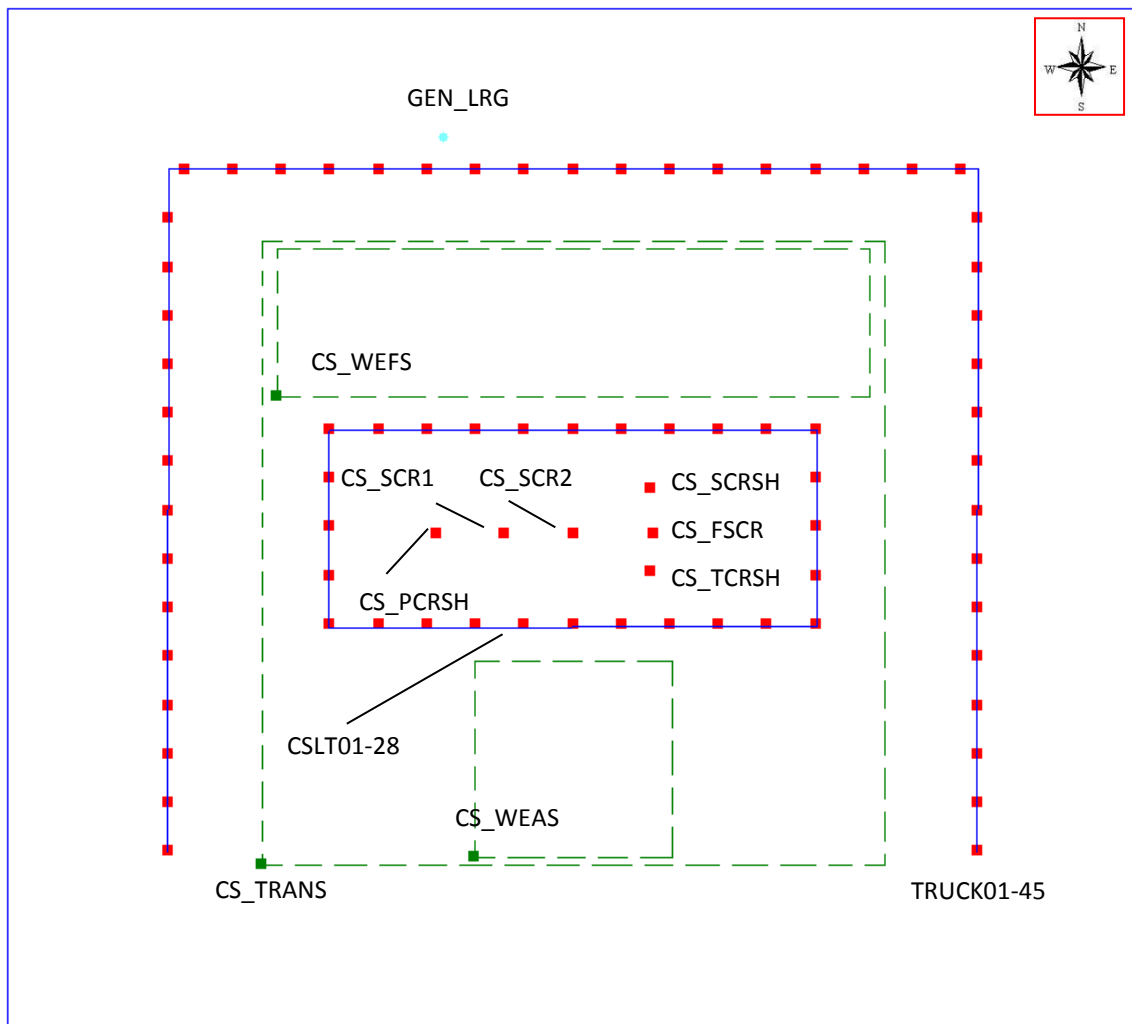 N
W E
S
GEN_LRG
CS_WEFS
CS_SCR1 CS_SCR2 CS_SCRSH
CS_FSCR
CS_TCRSH
CS_PCRSH
CSLT01-28
CS_WEAS
CS_TRANS TRUCK01-45